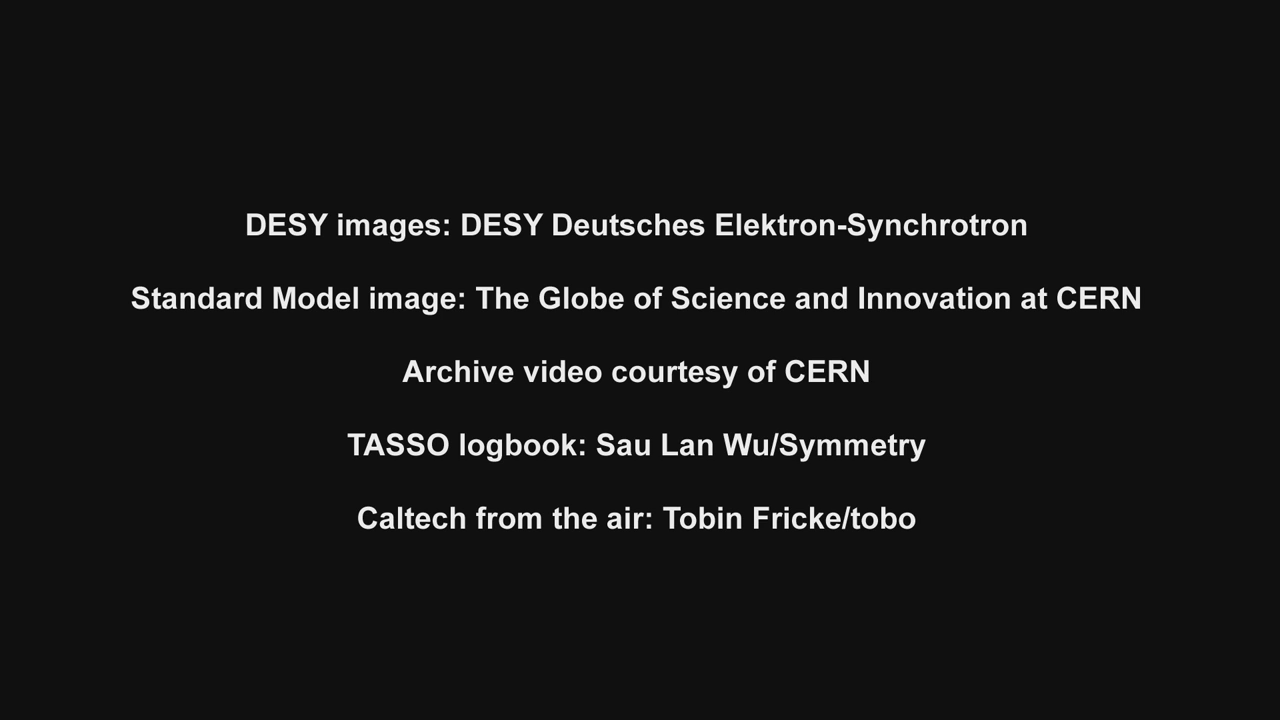 DESY images: DESY Deutsches Elektron-Synchrotron
Standard Model image: The Globe of Science and Innovation at CERN
Archive video courtesy of CERN
TASSO logbook: Sau Lan Wu/Symmetry
Caltech from the air: Tobin Fricke/tobo